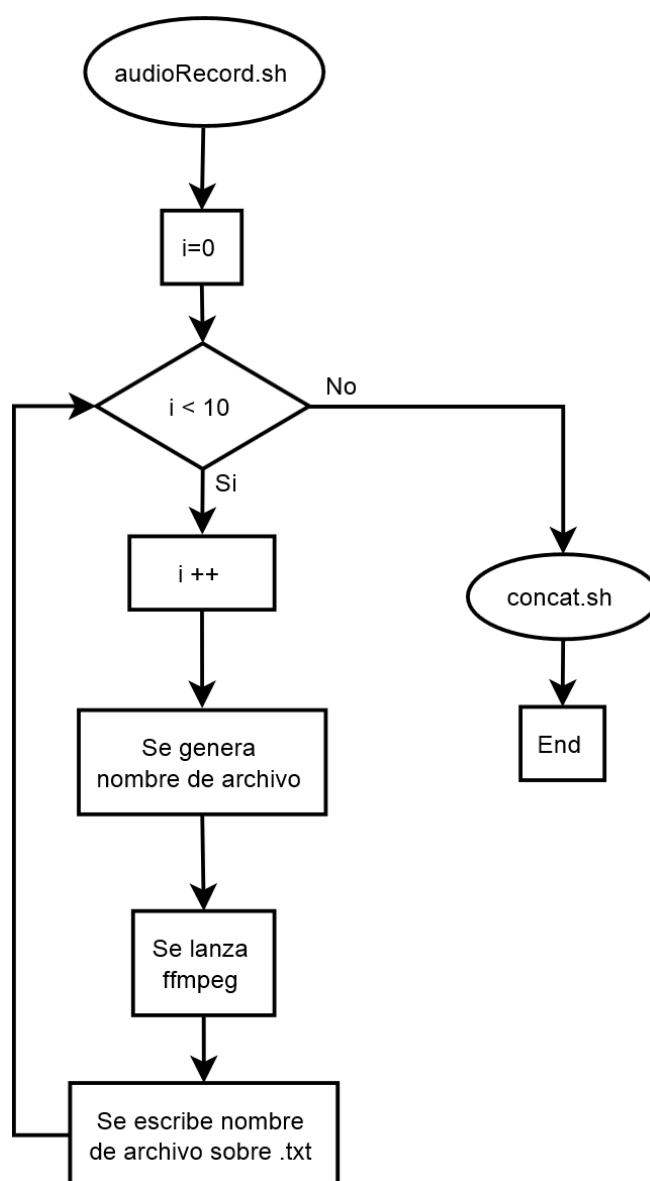 audioRecord.sh
i=0
i < 10
No
Si
i ++
concat.sh
Se genera
nombre de archivo
End
Se lanza
ffmpeg
Se escribe nombre
de archivo sobre .txt